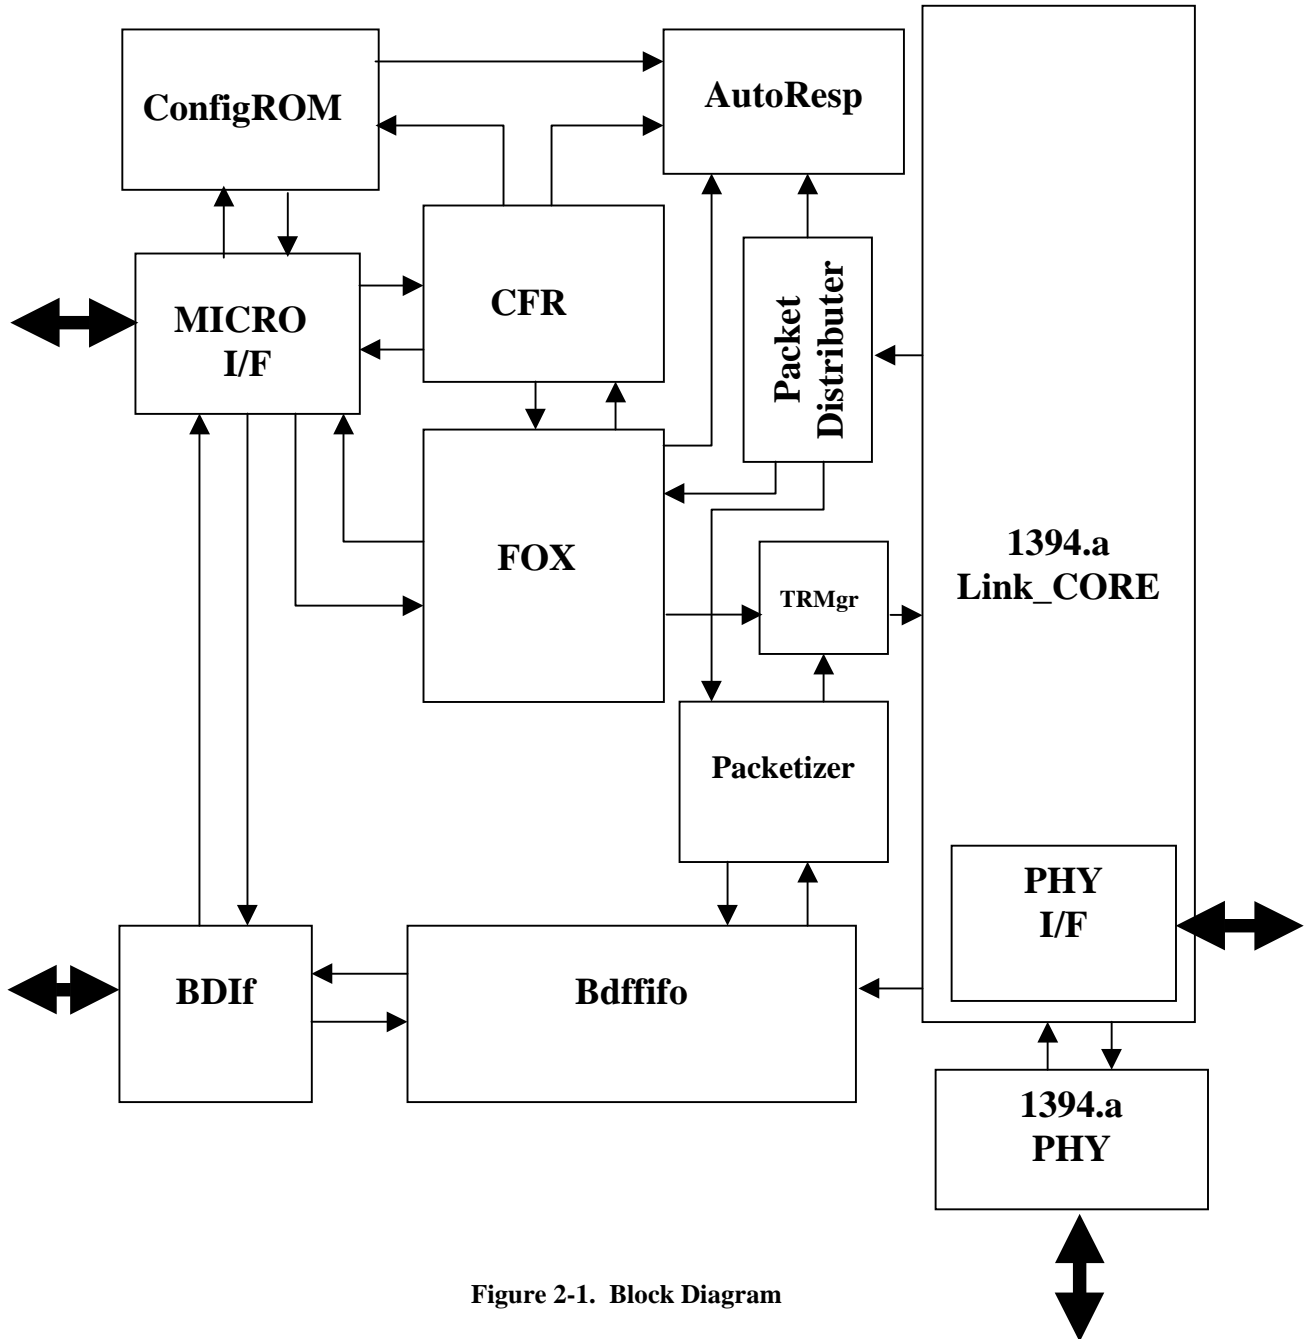 ConfigROM
AutoResp
MICRO
I/F
CFR
Packet
Distributer
FOX
TRMgr
1394.a
Link_CORE
Packetizer
PHY
I/F
BDIf
Bdffifo
1394.a
PHY
Figure 2-1. Block Diagram